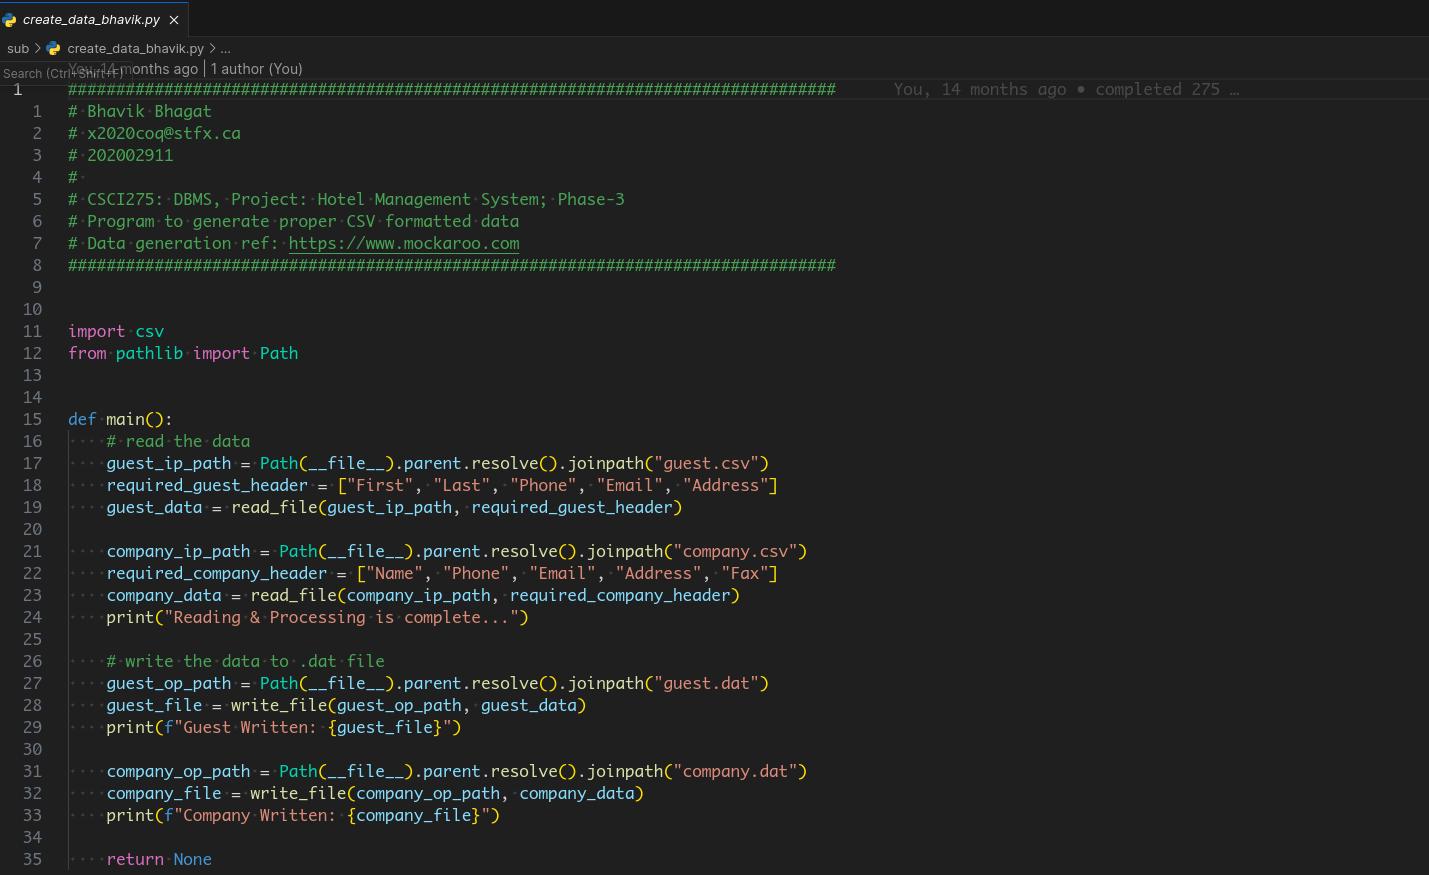 create_data_bhavik.py ×
sub > create_data_bhavik.py > ...
You, 14 months ago | 1 author (You)
Search (Ctrl+Shift+F)
1 ################################################################################ You, 14 months ago • completed 275 …
1 # Bhavik Bhagat
2 # x2020coq@stfx.ca
3 # 202002911
4 #
5 # CSCI275: DBMS, Project: Hotel Management System; Phase-3
6 # Program to generate proper CSV formatted data
7 # Data generation ref: https://www.mockaroo.com
8 ################################################################################
9
10
11 import csv
12 from pathlib import Path
13
14
15 def main():
16     # read the data
17     guest_ip_path = Path(__file__).parent.resolve().joinpath("guest.csv")
18     required_guest_header = ["First", "Last", "Phone", "Email", "Address"]
19     guest_data = read_file(guest_ip_path, required_guest_header)
20
21     company_ip_path = Path(__file__).parent.resolve().joinpath("company.csv")
22     required_company_header = ["Name", "Phone", "Email", "Address", "Fax"]
23     company_data = read_file(company_ip_path, required_company_header)
24     print("Reading & Processing is complete...")
25
26     # write the data to .dat file
27     guest_op_path = Path(__file__).parent.resolve().joinpath("guest.dat")
28     guest_file = write_file(guest_op_path, guest_data)
29     print(f"Guest Written: {guest_file}")
30
31     company_op_path = Path(__file__).parent.resolve().joinpath("company.dat")
32     company_file = write_file(company_op_path, company_data)
33     print(f"Company Written: {company_file}")
34
35     return None